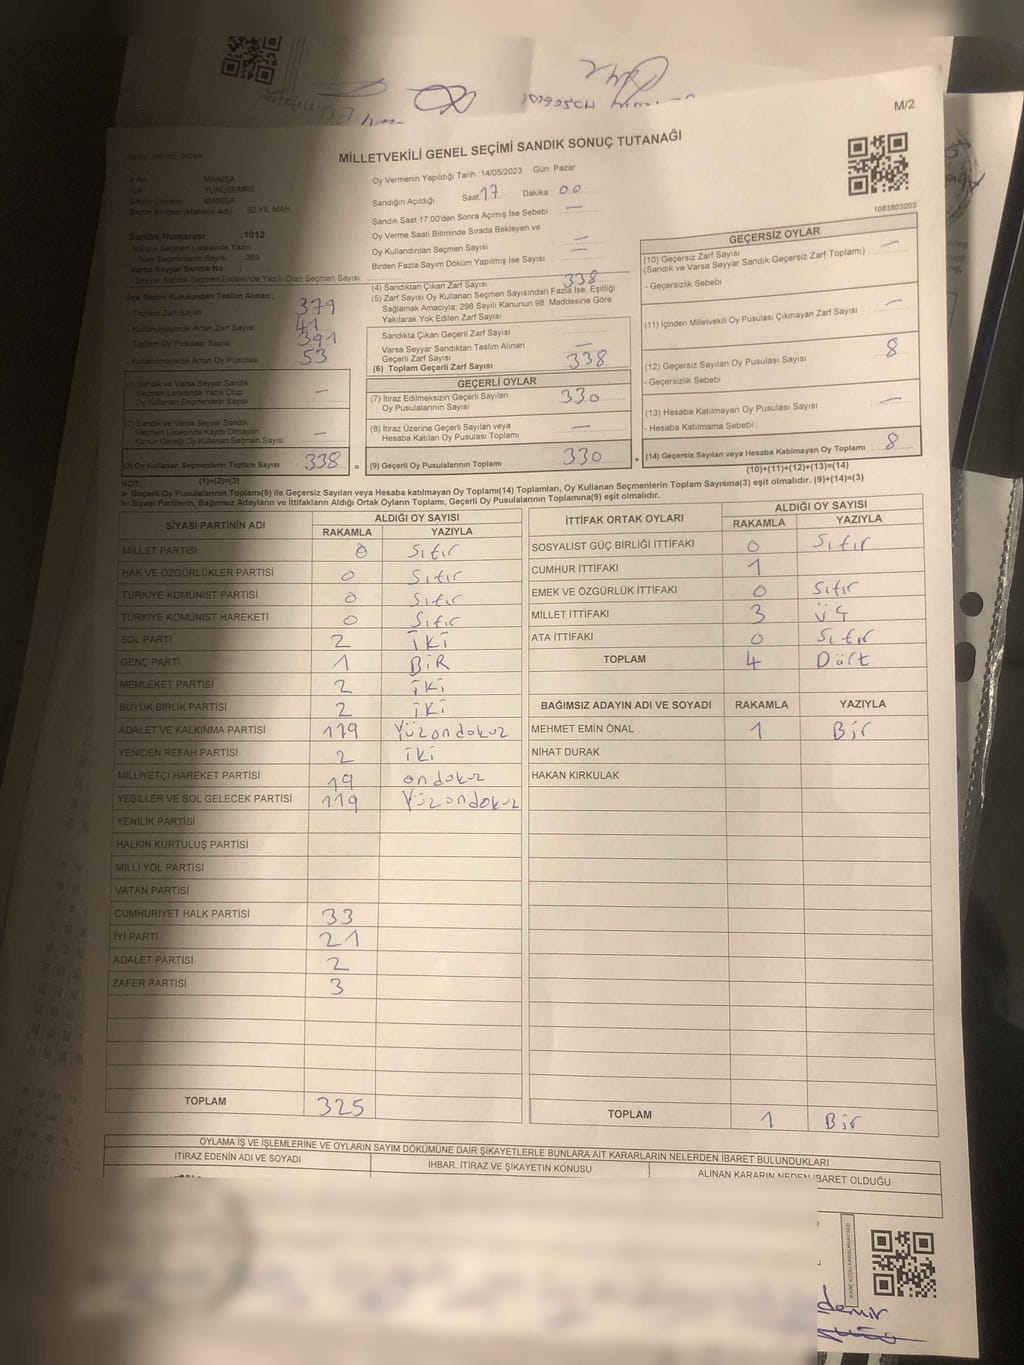 M/2
MİLLETVEKİLİ GENEL SEÇİMİ SANDIK SONUÇ TUTANAĞI
1083803203
MANİSA
YUNUSEMRE
MANİSA
Seçim Bölgesi (Mahalle Adı) : 50 YIL MAH
Sandık Numarası :1012
Varsa Seyyar Sandık No
- Seyyar Sandık Seçmen Listesinde Yazılı Olan Seçmen Sayısı
İlçe Seçim Kurulundan Teslim Alınan ;
- Toplam Zarf Sayısı 379
- Kullanılmayarak Artan Zarf Sayısı 41
Toplam Oy Pusulası Sayısı 391
Kullanılmayarak Artan Oy Pusulası 53
(1) Sandık ve Varsa Seyyar Sandık
Seçmen Listesinde Yazılı Olup
Oy Kullanan Seçmenlerin Sayısı —
(2) Sandık ve Varsa Seyyar Sandık
Seçmen Listesinde Kayıtlı Olmayan
Kanun Gereği Oy Kullanan Seçmen Sayısı —
(3) Oy Kullanan Seçmenlerin Toplam Sayısı 338 =
(1)+(2)=(3)
Oy Vermenin Yapıldığı Tarih :14/05/2023 Gün: Pazar
Sandığın Açıldığı Saat: 17 Dakika : 00
Sandık Saat 17:00'den Sonra Açımış İse Sebebi —
Oy Verme Saati Bitiminde Sırada Bekleyen ve
Oy Kullandırılan Seçmen Sayısı —
Birden Fazla Sayım Döküm Yapılmış İse Sayısı —
(4) Sandıktan Çıkan Zarf Sayısı 338
(5) Zarf Sayısı Oy Kullanan Seçmen Sayısından Fazla İse, Eşitliği
Sağlamak Amacıyla; 298 Sayılı Kanunun 98. Maddesine Göre
Yakılarak Yok Edilen Zarf Sayısı
Sandıkta Çıkan Geçerli Zarf Sayısı
Varsa Seyyar Sandıktan Teslim Alınan
Geçerli Zarf Sayısı —
(6) Toplam Geçerli Zarf Sayısı 338
GEÇERLİ OYLAR
(7) İtiraz Edilmeksizin Geçerli Sayılan
Oy Pusulalarının Sayısı 330
(8) İtiraz Üzerine Geçerli Sayılan veya
Hesaba Katılan Oy Pusulası Toplamı —
(9) Geçerli Oy Pusulalarının Toplamı 330 +
GEÇERSİZ OYLAR
(10) Geçersiz Zarf Sayısı
(Sandık ve Varsa Seyyar Sandık Geçersiz Zarf Toplamı) —
- Geçersizlik Sebebi
(11) İçinden Milletvekili Oy Pusulası Çıkmayan Zarf Sayısı —
(12) Geçersiz Sayılan Oy Pusulası Sayısı 8
- Geçersizlik Sebebi
(13) Hesaba Katılmayan Oy Pusulası Sayısı —
- Hesaba Katılmama Sebebi
(14) Geçersiz Sayılan veya Hesaba Katılmayan Oy Toplamı 8
(10)+(11)+(12)+(13)=(14)
NOT:
a- Geçerli Oy Pusulalarının Toplamı(9) ile Geçersiz Sayılan veya Hesaba katılmayan Oy Toplamı(14) Toplamları, Oy Kullanan Seçmenlerin Toplam Sayısına(3) eşit olmalıdır. (9)+(14)=(3)
b- Siyasi Partilerin, Bağımsız Adayların ve İttifakların Aldığı Ortak Oyların Toplamı, Geçerli Oy Pusulalarının Toplamına(9) eşit olmalıdır.
SİYASİ PARTİNİN ADI ALDIĞI OY SAYISI
RAKAMLA YAZIYLA
MİLLET PARTİSİ 0 Sıfır
HAK VE ÖZGÜRLÜKLER PARTİSİ 0 Sıfır
TÜRKİYE KOMÜNİST PARTİSİ 0 Sıfır
TÜRKİYE KOMÜNİST HAREKETİ 0 Sıfır
SOL PARTİ 2 İKİ
GENÇ PARTİ 1 BİR
MEMLEKET PARTİSİ 2 İKİ
BÜYÜK BİRLİK PARTİSİ 2 İKİ
ADALET VE KALKINMA PARTİSİ 119 Yüzondokuz
YENİDEN REFAH PARTİSİ 2 iki
MİLLİYETÇİ HAREKET PARTİSİ 19 ondokuz
YEŞİLLER VE SOL GELECEK PARTİSİ 119 Yüzondokuz
YENİLİK PARTİSİ
HALKIN KURTULUŞ PARTİSİ
MİLLİ YOL PARTİSİ
VATAN PARTİSİ
CUMHURİYET HALK PARTİSİ 33
İYİ PARTİ 21
ADALET PARTİSİ 2
ZAFER PARTİSİ 3
TOPLAM 325
İTTİFAK ORTAK OYLARI ALDIĞI OY SAYISI
RAKAMLA YAZIYLA
SOSYALİST GÜÇ BİRLİĞİ İTTİFAKI 0 Sıfır
CUMHUR İTTİFAKI 1
EMEK VE ÖZGÜRLÜK İTTİFAKI 0 Sıfır
MİLLET İTTİFAKI 3 ÜÇ
ATA İTTİFAKI 0 Sıfır
TOPLAM 4 Dört
BAĞIMSIZ ADAYIN ADI VE SOYADI RAKAMLA YAZIYLA
MEHMET EMİN ÖNAL 1 Bir
NİHAT DURAK
HAKAN KIRKULAK
TOPLAM 1 Bir
OYLAMA İŞ VE İŞLEMLERİNE VE OYLARIN SAYIM DÖKÜMÜNE DAİR ŞİKAYETLERLE BUNLARA AİT KARARLARIN NELERDEN İBARET BULUNDUKLARI
İTİRAZ EDENİN ADI VE SOYADI İHBAR, İTİRAZ VE ŞİKAYETİN KONUSU ALINAN KARARIN NEDEN İBARET OLDUĞU
demir